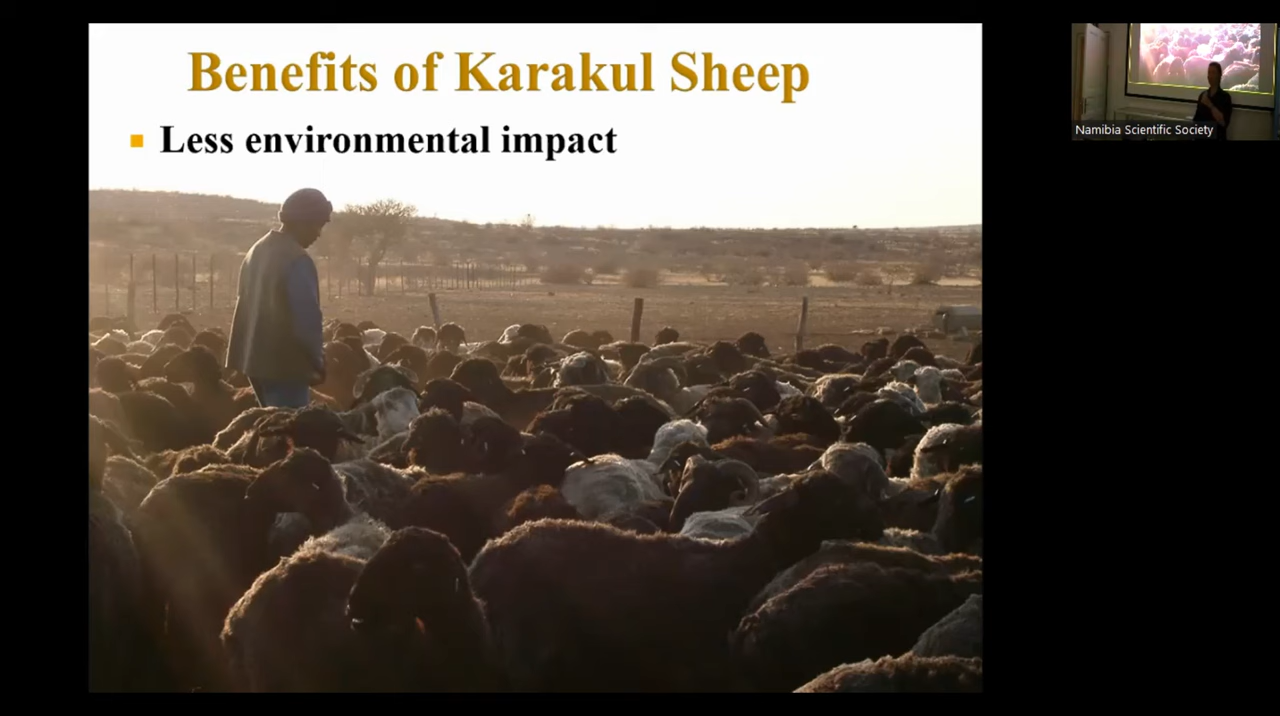 Benefits of Karakul Sheep
Less environmental impact
Namibia Scientific Society